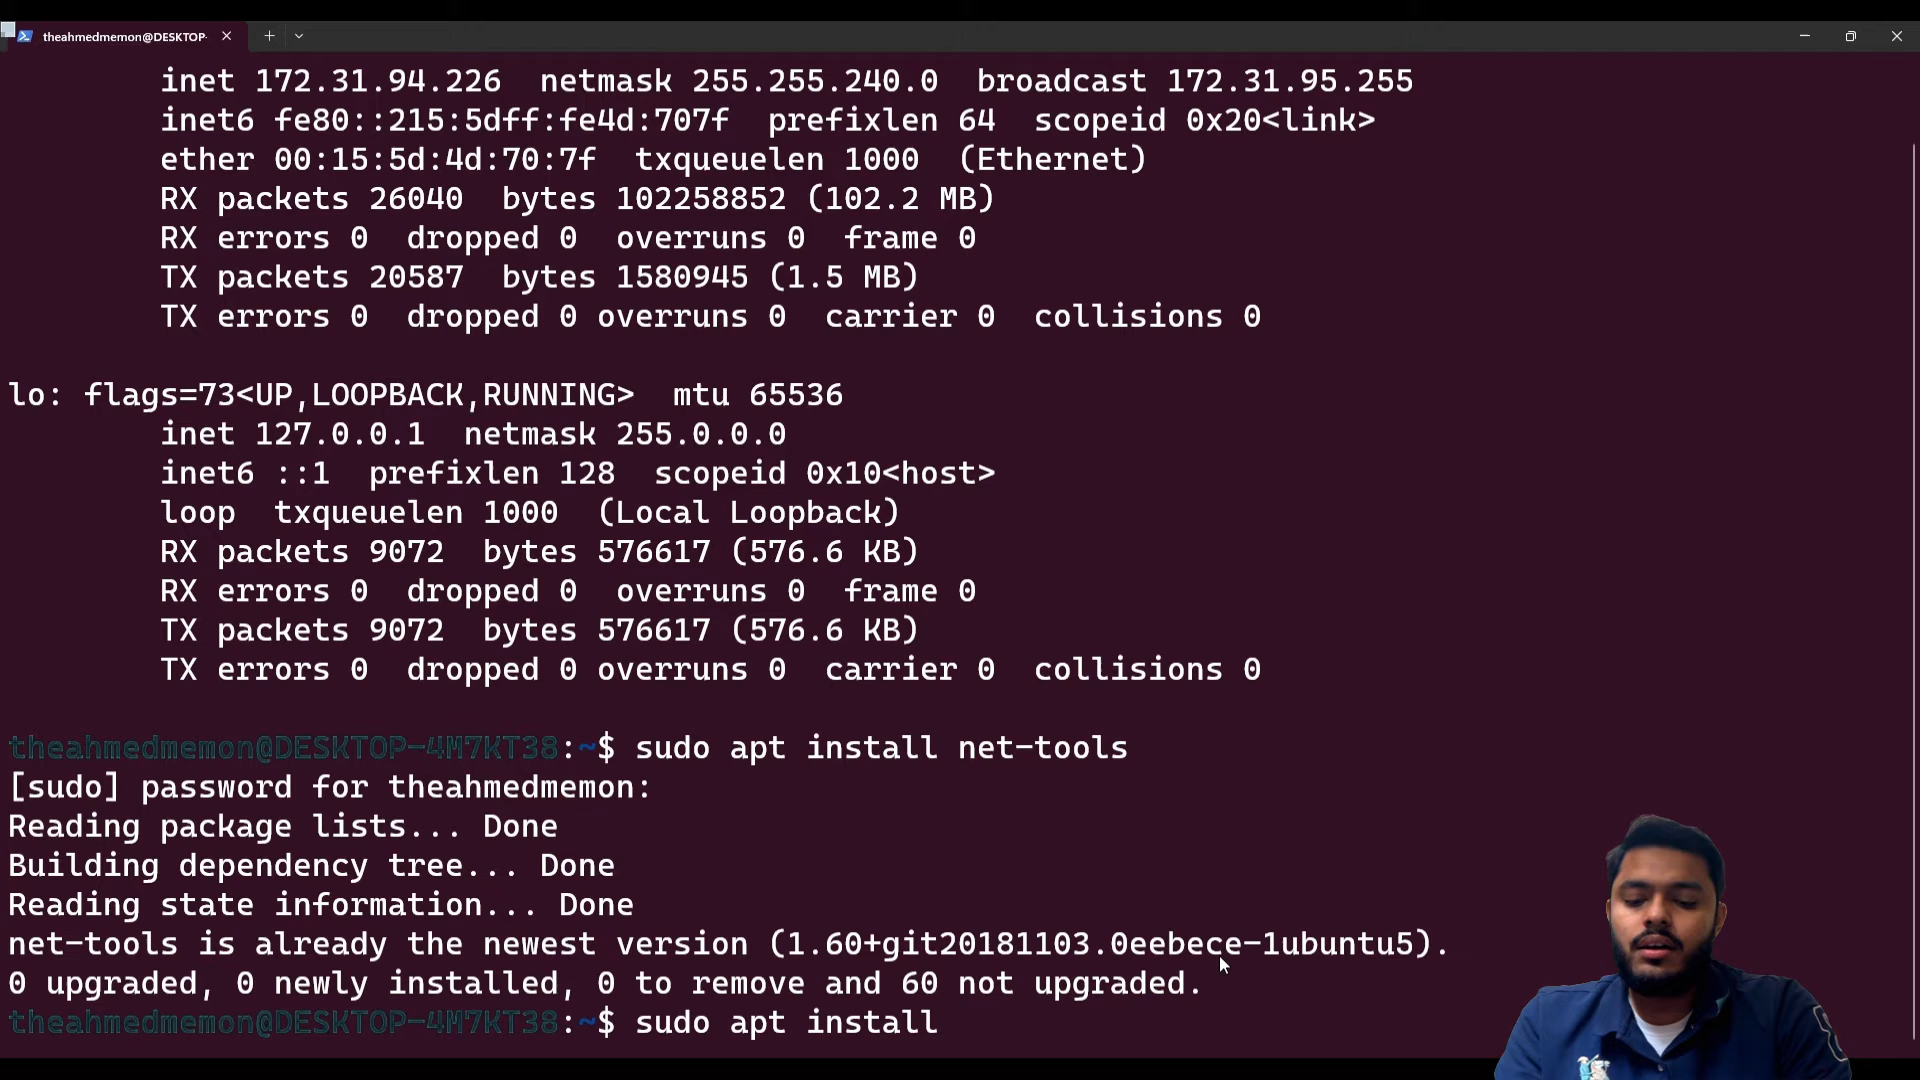 theahmedmemon@DESKTOP-
inet 172.31.94.226  netmask 255.255.240.0  broadcast 172.31.95.255
inet6 fe80::215:5dff:fe4d:707f  prefixlen 64  scopeid 0x20<link>
ether 00:15:5d:4d:70:7f  txqueuelen 1000  (Ethernet)
RX packets 26040  bytes 102258852 (102.2 MB)
RX errors 0  dropped 0  overruns 0  frame 0
TX packets 20587  bytes 1580945 (1.5 MB)
TX errors 0  dropped 0 overruns 0  carrier 0  collisions 0
lo: flags=73<UP,LOOPBACK,RUNNING>  mtu 65536
inet 127.0.0.1  netmask 255.0.0.0
inet6 ::1  prefixlen 128  scopeid 0x10<host>
loop  txqueuelen 1000  (Local Loopback)
RX packets 9072  bytes 576617 (576.6 KB)
RX errors 0  dropped 0  overruns 0  frame 0
TX packets 9072  bytes 576617 (576.6 KB)
TX errors 0  dropped 0 overruns 0  carrier 0  collisions 0
theahmedmemon@DESKTOP-4M7KT38:~$ sudo apt install net-tools
[sudo] password for theahmedmemon:
Reading package lists... Done
Building dependency tree... Done
Reading state information... Done
net-tools is already the newest version (1.60+git20181103.0eebece-1ubuntu5).
0 upgraded, 0 newly installed, 0 to remove and 60 not upgraded.
theahmedmemon@DESKTOP-4M7KT38:~$ sudo apt install